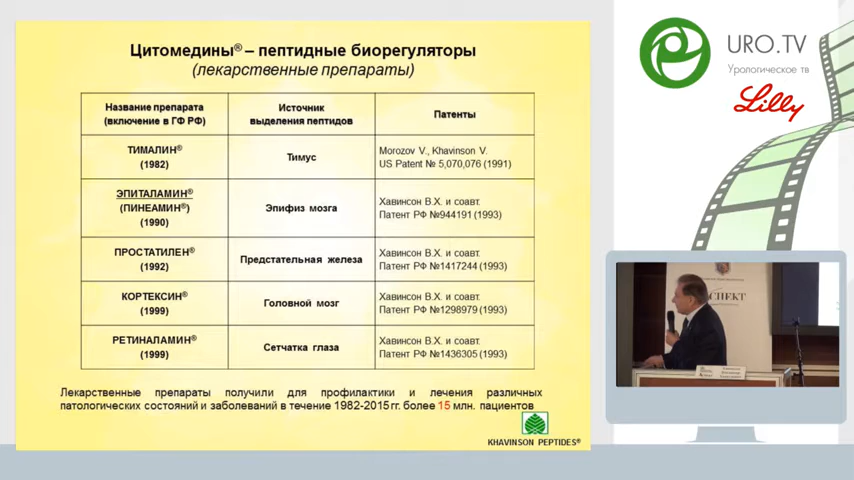 Цитомедины® – пептидные биорегуляторы
(лекарственные препараты)
Название препарата
(включение в ГФ РФ)
Источник
выделения пептидов
Патенты
ТИМАЛИН®
(1982)
Тимус
Morozov V., Khavinson V.
US Patent № 5,070,076 (1991)
ЭПИТАЛАМИН®
(ПИНЕАМИН®)
(1990)
Эпифиз мозга
Хавинсон В.Х. и соавт.
Патент РФ №944191 (1993)
ПРОСТАТИЛЕН®
(1992)
Предстательная железа
Хавинсон В.Х. и соавт.
Патент РФ №1417244 (1993)
КОРТЕКСИН®
(1999)
Головной мозг
Хавинсон В.Х. и соавт.
Патент РФ №1298979 (1993)
РЕТИНАЛАМИН®
(1999)
Сетчатка глаза
Хавинсон В.Х. и соавт.
Патент РФ №1436305 (1993)
Лекарственные препараты получили для профилактики и лечения различных
патологических состояний и заболеваний в течение 1982-2015 гг. более 15 млн. пациентов
KHAVINSON PEPTIDES®
URO.TV
Урологическое тв
Lilly